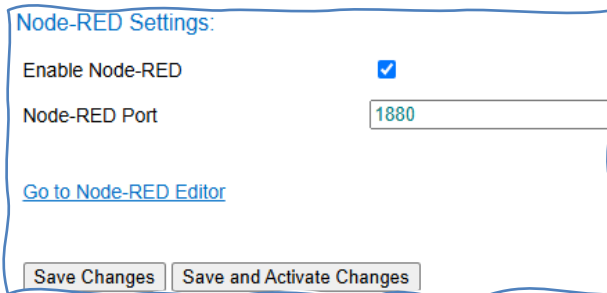 Node-RED Settings:
Enable Node-RED
Node-RED Port 1880
Go to Node-RED Editor
Save Changes Save and Activate Changes